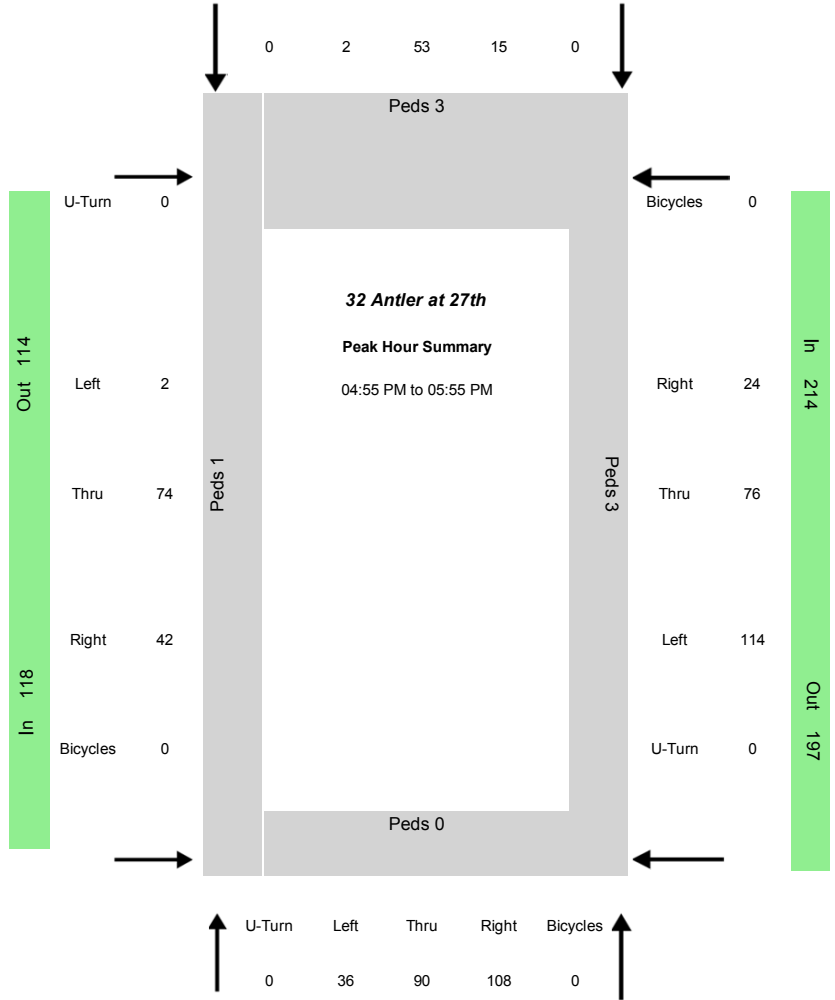 0 2 53 15 0
Peds 3
U-Turn 0
Bicycles 0
32 Antler at 27th
Peak Hour Summary
04:55 PM to 05:55 PM
Out 114
In 214
Left 2
Right 24
Peds 1
Peds 3
Thru 74
Thru 76
Right 42
Left 114
In 118
Out 197
Bicycles 0
U-Turn 0
Peds 0
U-Turn Left Thru Right Bicycles
0 36 90 108 0